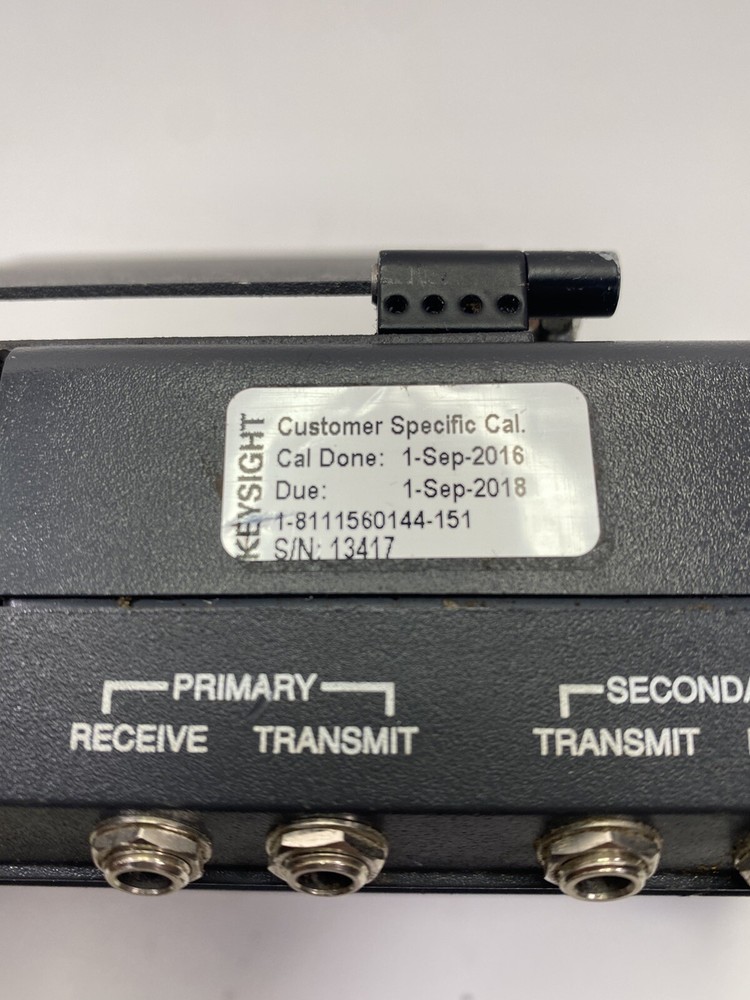 KEYSIGHT
Customer Specific Cal.
Cal Done: 1-Sep-2016
Due: 1-Sep-2018
1-8111560144-151
S/N: 13417
PRIMARY SECONDA
RECEIVE TRANSMIT TRANSMIT